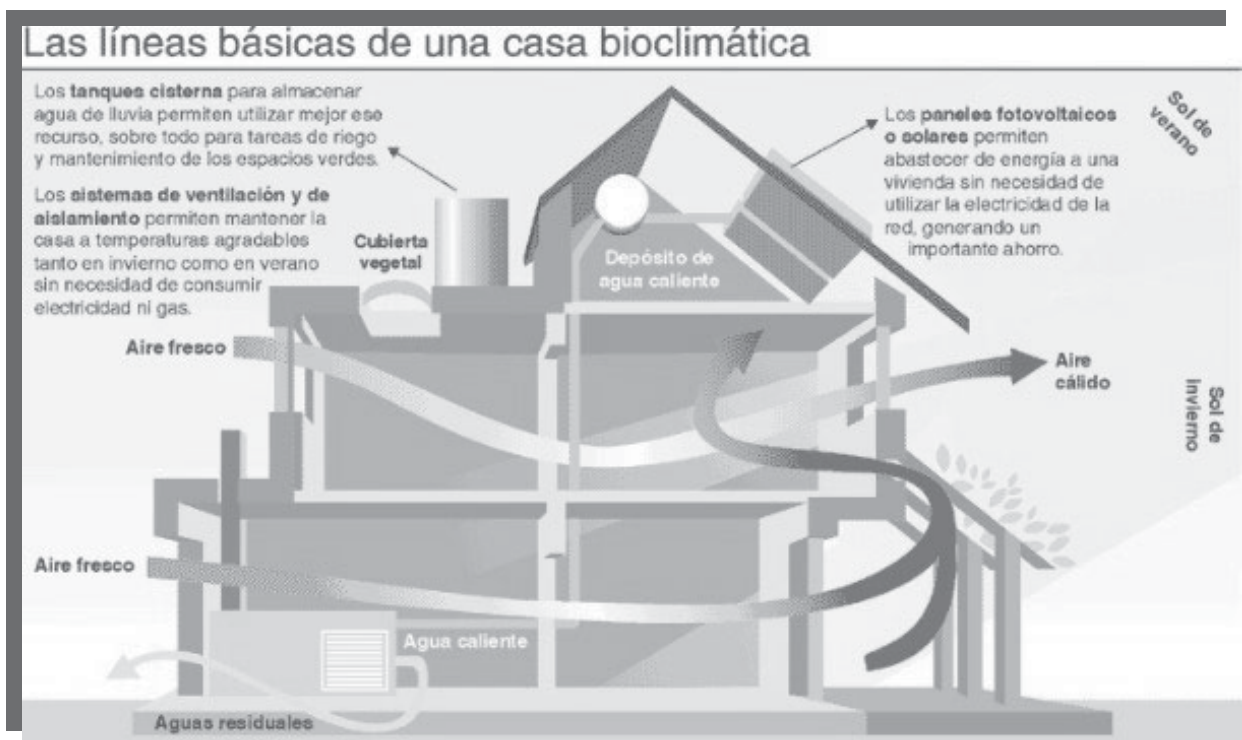 Las líneas básicas de una casa bioclimática
Los tanques cisterna para almacenar
agua de lluvia permiten utilizar mejor ese
recurso, sobre todo para tareas de riego
y mantenimiento de los espacios verdes.
Los sistemas de ventilación y de
aislamiento permiten mantener la
casa a temperaturas agradables
tanto en invierno como en verano
sin necesidad de consumir
electricidad ni gas.
Cubierta
vegetal
Depósito de
agua caliente
Los paneles fotovoltaicos
o solares permiten
abastecer de energía a una
vivienda sin necesidad de
utilizar la electricidad de la
red, generando un
importante ahorro.
Sol de
verano
Aire fresco
Aire
cálido
Sol de
invierno
Aire fresco
Agua caliente
Aguas residuales